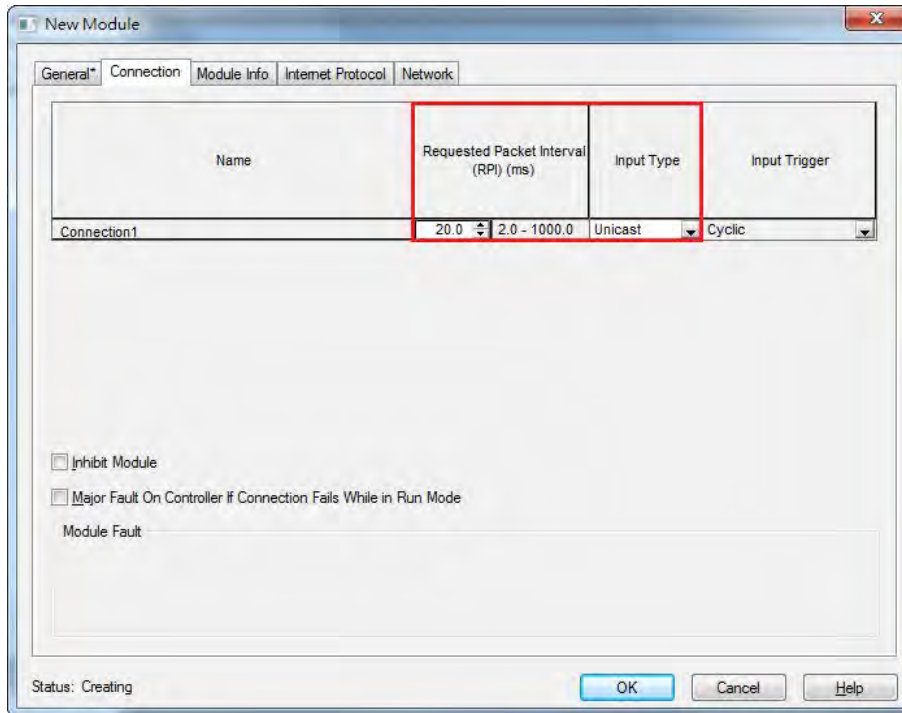 New Module
General* Connection Module Info Internet Protocol Network
Name Requested Packet Interval (RPI) (ms) Input Type Input Trigger
Connection1 20.0 2.0 - 1000.0 Unicast Cyclic
Inhibit Module
Major Fault On Controller If Connection Fails While in Run Mode
Module Fault
Status: Creating OK Cancel Help